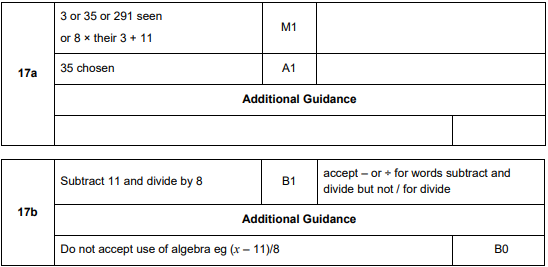 17a
3 or 35 or 291 seen
or 8 × their 3 + 11
M1
35 chosen
A1
Additional Guidance
17b
Subtract 11 and divide by 8
B1
accept – or ÷ for words subtract and
divide but not / for divide
Additional Guidance
Do not accept use of algebra eg (x – 11)/8
B0